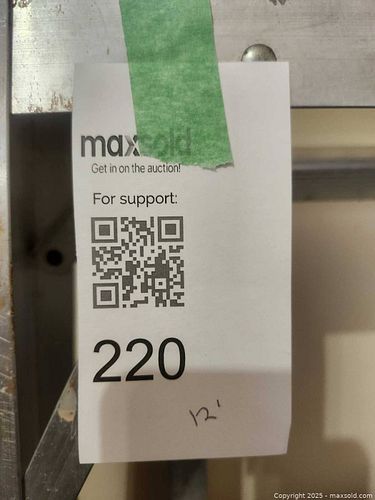 maxsold
Get in on the auction!
For support:
220
12'
Copyright 2025 - maxsold.com